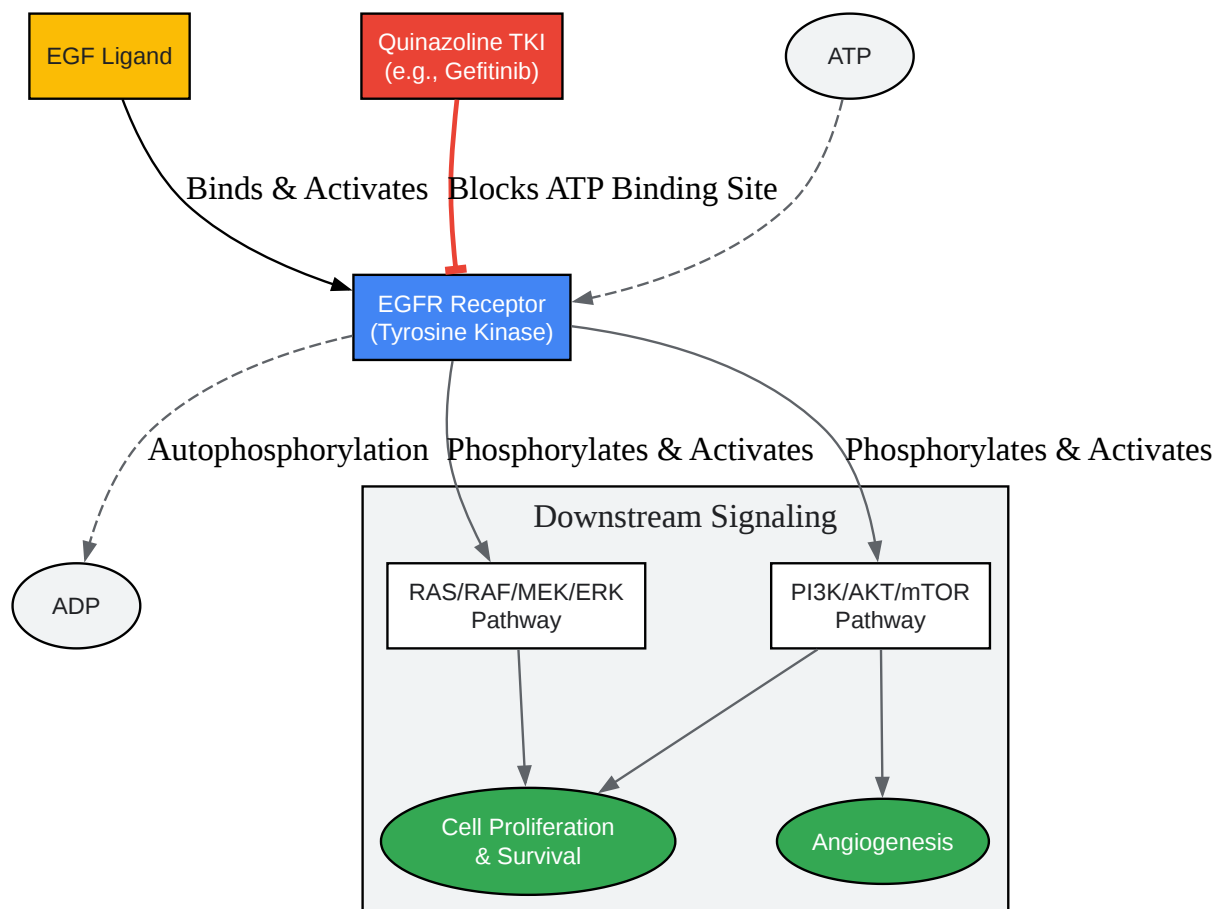 EGF Ligand
Quinazoline TKI
(e.g., Gefitinib)
ATP
Binds & Activates
Blocks ATP Binding Site
EGFR Receptor
(Tyrosine Kinase)
Autophosphorylation
Phosphorylates & Activates
Phosphorylates & Activates
Downstream Signaling
ADP
RAS/RAF/MEK/ERK
Pathway
PI3K/AKT/mTOR
Pathway
Cell Proliferation
& Survival
Angiogenesis